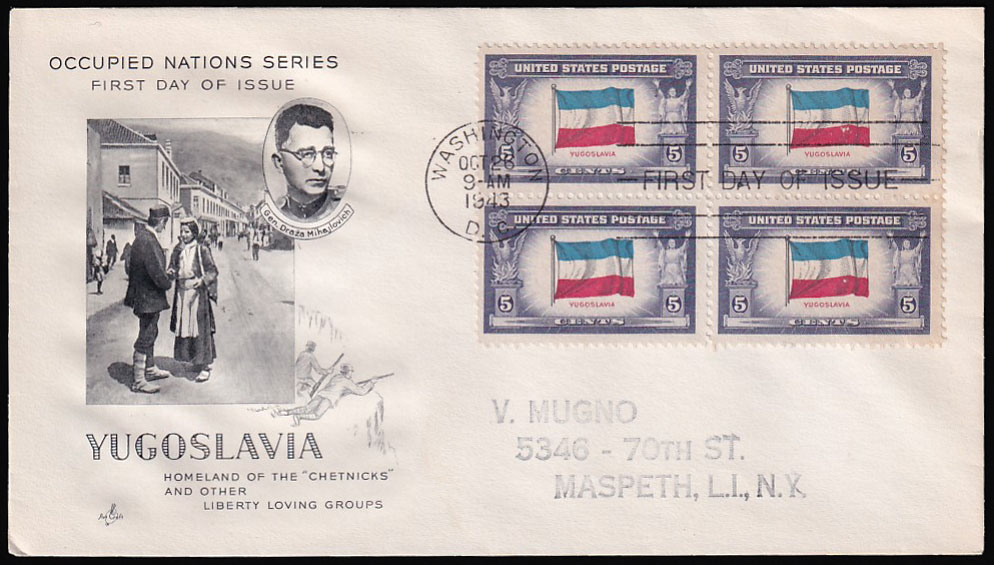 OCCUPIED NATIONS SERIES
FIRST DAY OF ISSUE
Gen. Draža Mihajlovich
YUGOSLAVIA
HOMELAND OF THE "CHETNICKS"
AND OTHER
LIBERTY LOVING GROUPS
WASHINGTON
OCT 26
9-AM
1943
D.C.
FIRST DAY OF ISSUE
UNITED STATES POSTAGE
YUGOSLAVIA
5 5
CENTS
UNITED STATES POSTAGE
YUGOSLAVIA
5 5
CENTS
UNITED STATES POSTAGE
YUGOSLAVIA
5 5
CENTS
UNITED STATES POSTAGE
YUGOSLAVIA
5 5
CENTS
V. MUGNO
5346 - 70TH ST.
MASPETH, L.I., N.Y.